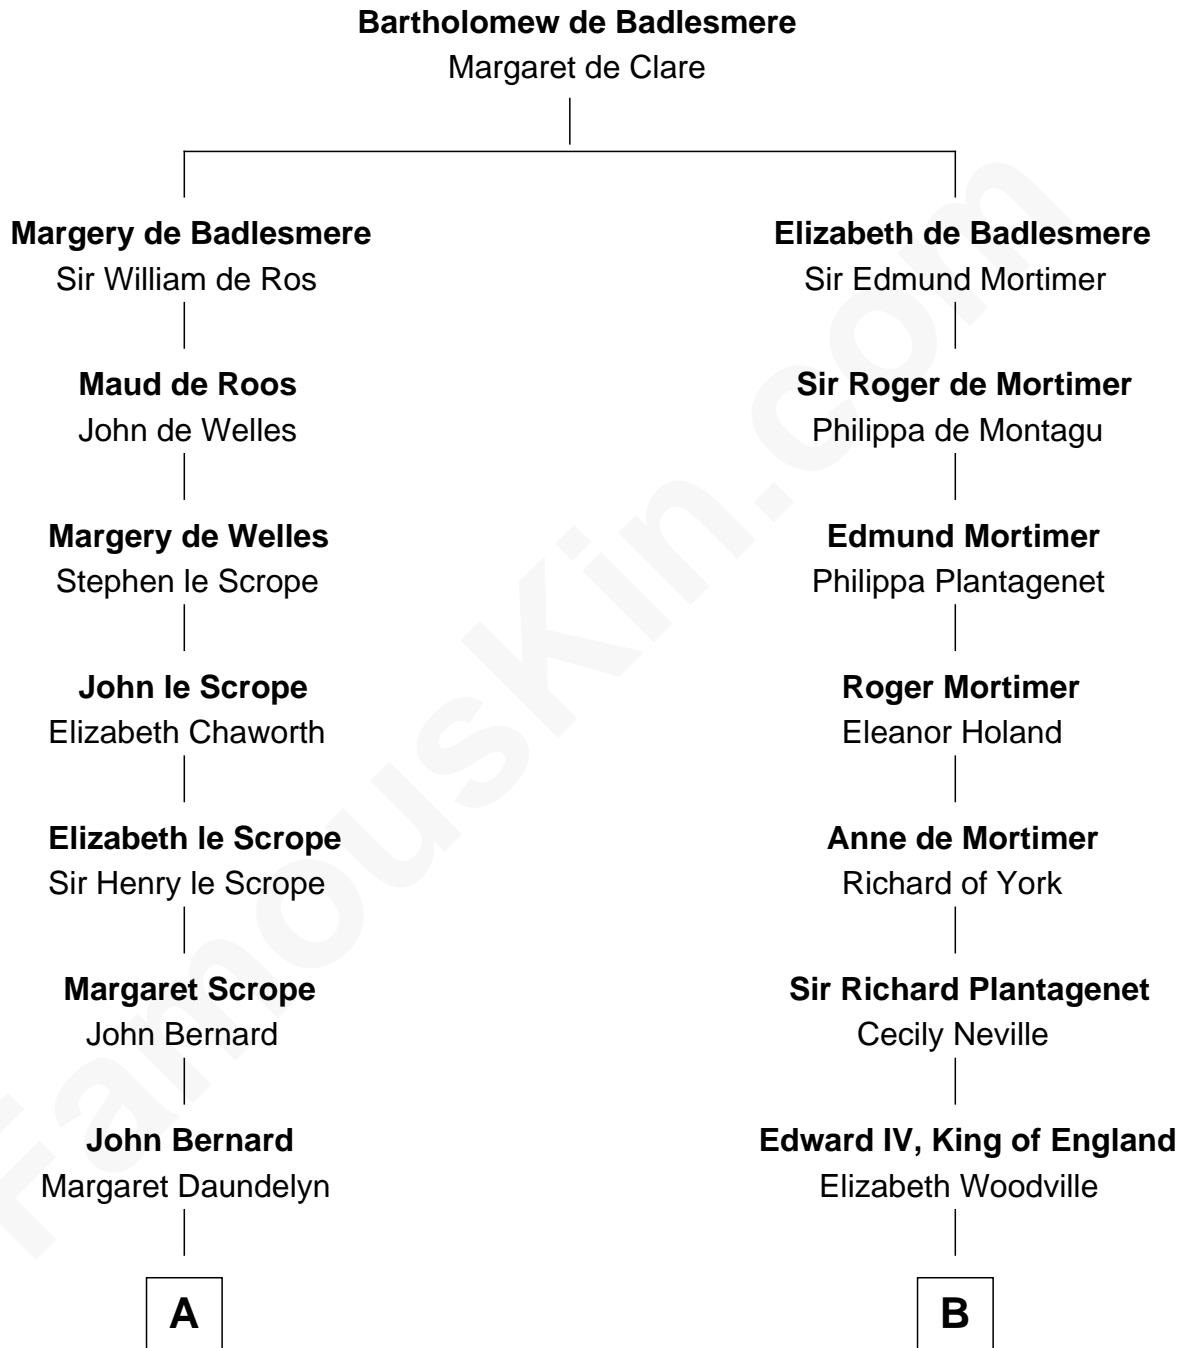 Bartholomew de Badlesmere
Margaret de Clare
Margery de Badlesmere
Sir William de Ros
Elizabeth de Badlesmere
Sir Edmund Mortimer
Maud de Roos
John de Welles
Sir Roger de Mortimer
Philippa de Montagu
Margery de Welles
Stephen le Scrope
Edmund Mortimer
Philippa Plantagenet
John le Scrope
Elizabeth Chaworth
Roger Mortimer
Eleanor Holand
Elizabeth le Scrope
Sir Henry le Scrope
Anne de Mortimer
Richard of York
Margaret Scrope
John Bernard
Sir Richard Plantagenet
Cecily Neville
John Bernard
Margaret Daundelyn
Edward IV, King of England
Elizabeth Woodville
A
B
FamousKin.com